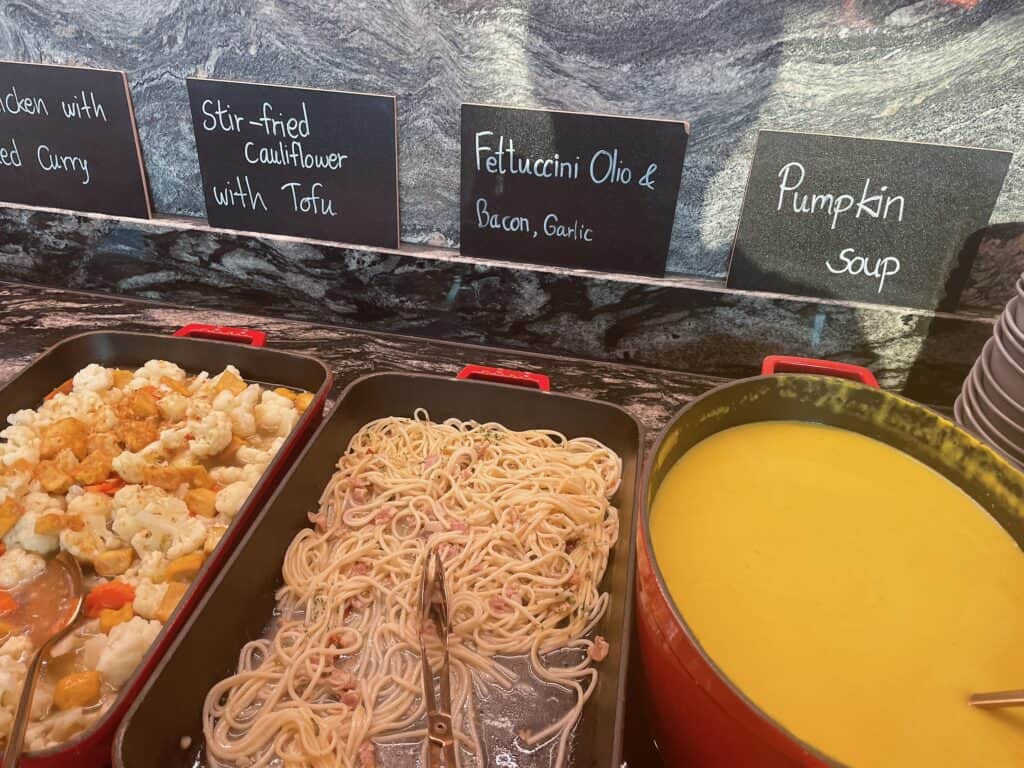 with
Curry
Stir-fried
Cauliflower
with Tofu
Fettuccini Olio &
Bacon, Garlic
Pumpkin
soup